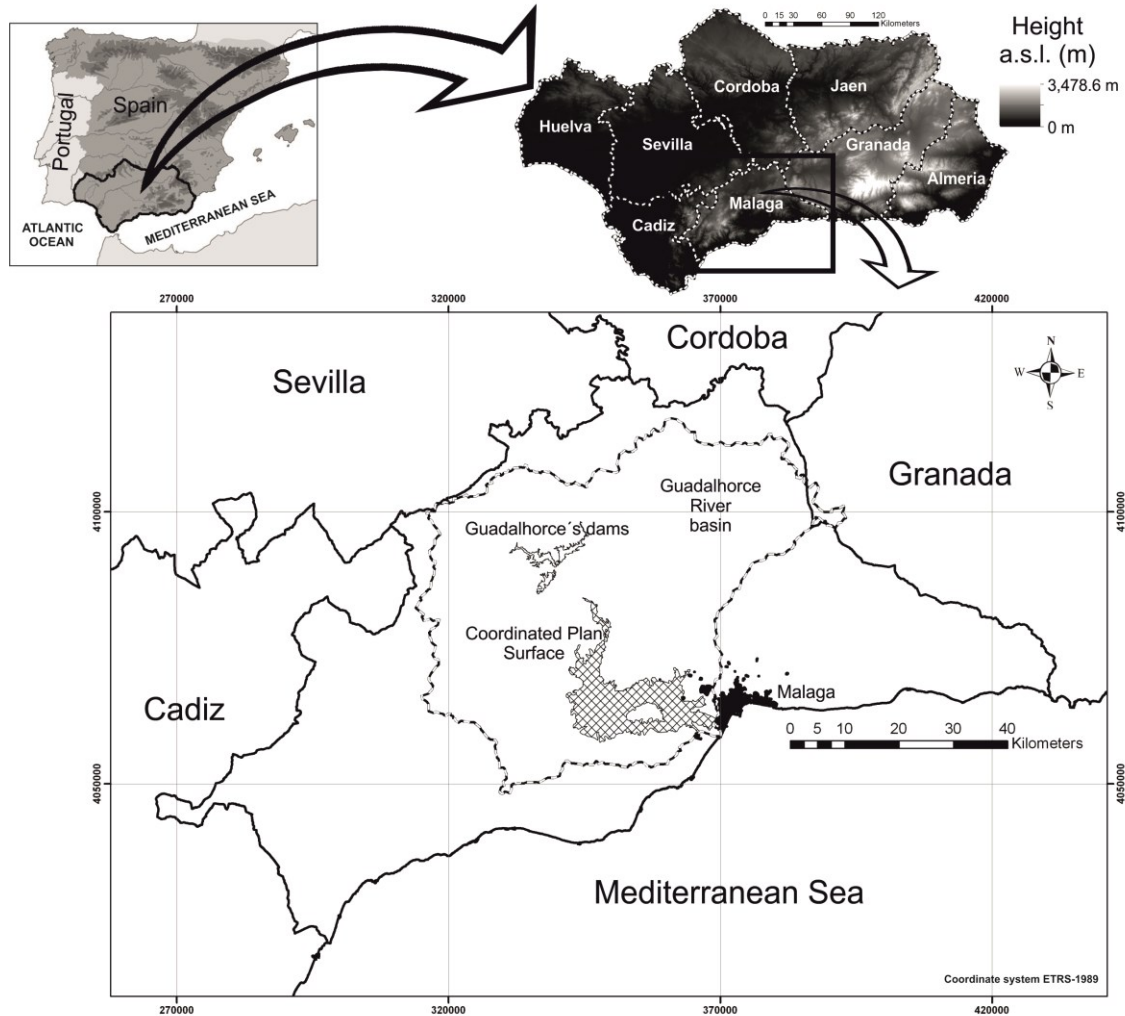 Portugal
Spain
ATLANTIC
OCEAN
MEDITERRANEAN SEA
0 15 30 60 90 120
Kilometers
Height
a.s.l. (m)
3,478.6 m
0 m
Huelva
Sevilla
Cordoba
Jaen
Granada
Almeria
Malaga
Cadiz
270000 320000 370000 420000
Sevilla
Cordoba
N
W E
S
Granada
Guadalhorce
River
basin
4100000 4100000
Guadalhorce´s dams
Coordinated Plan
Surface
Malaga
Cadiz
0 5 10 20 30 40
Kilometers
4050000 4050000
Mediterranean Sea
Coordinate system ETRS-1989
270000 320000 370000 420000